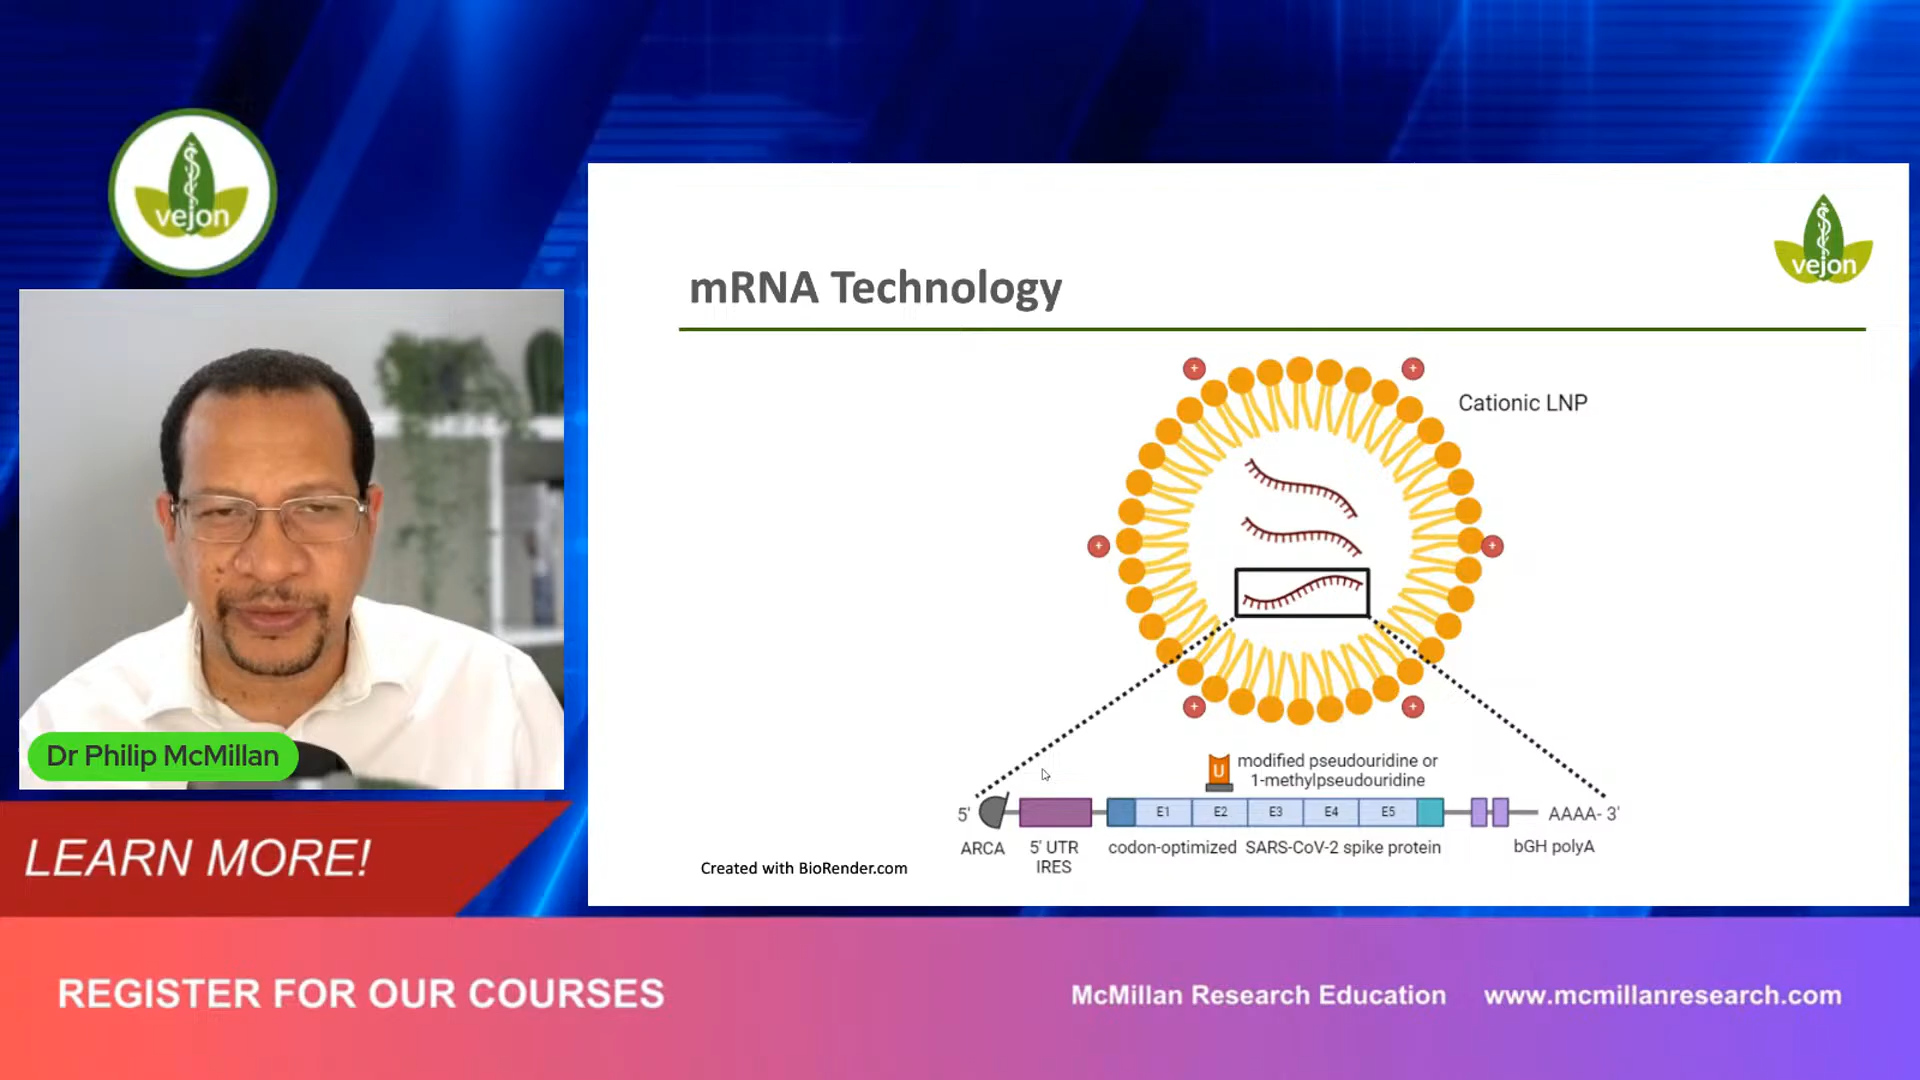 vejon
vejon
mRNA Technology
Cationic LNP
+
+
+
+
+
+
U
modified pseudouridine or
1-methylpseudouridine
5'
E1 E2 E3 E4 E5
AAAA- 3'
ARCA
5' UTR
IRES
codon-optimized SARS-CoV-2 spike protein
bGH polyA
Created with BioRender.com
Dr Philip McMillan
LEARN MORE!
REGISTER FOR OUR COURSES
McMillan Research Education www.mcmillanresearch.com